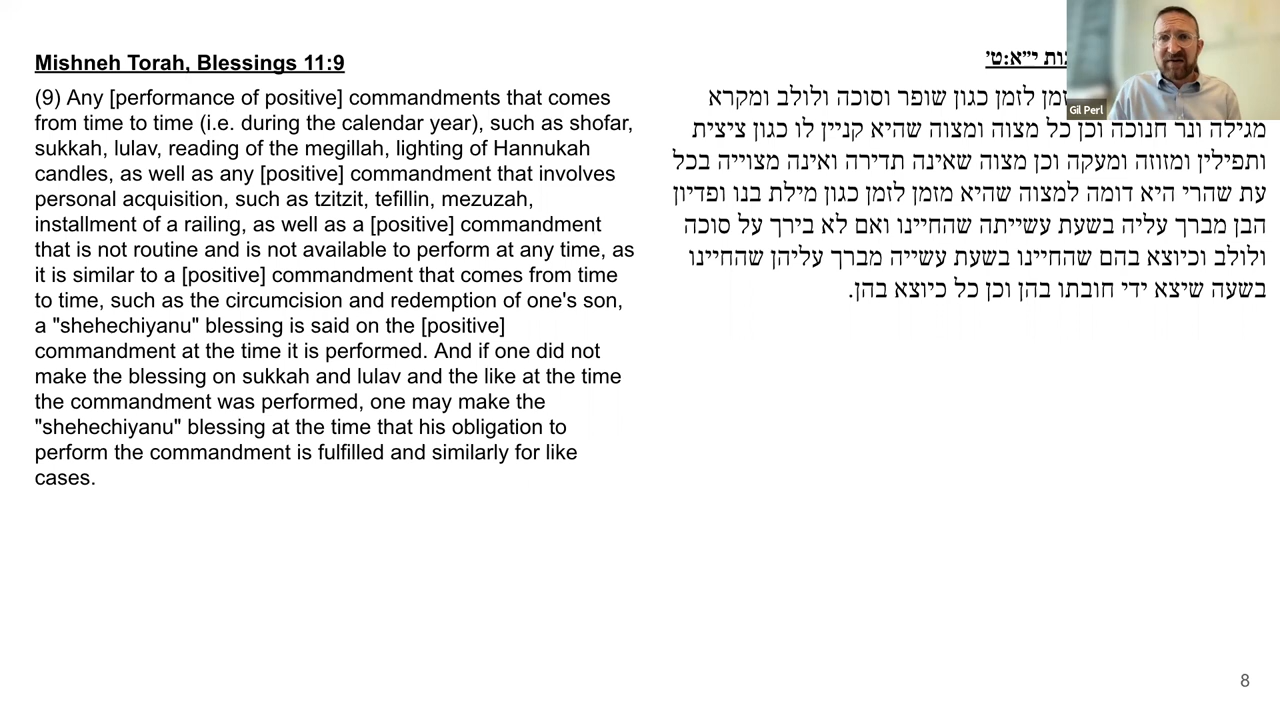 Mishneh Torah, Blessings 11:9
(9) Any [performance of positive] commandments that comes
from time to time (i.e. during the calendar year), such as shofar,
sukkah, lulav, reading of the megillah, lighting of Hannukah
candles, as well as any [positive] commandment that involves
personal acquisition, such as tzitzit, tefillin, mezuzah,
installment of a railing, as well as a [positive] commandment
that is not routine and is not available to perform at any time, as
it is similar to a [positive] commandment that comes from time
to time, such as the circumcision and redemption of one's son,
a "shehechiyanu" blessing is said on the [positive]
commandment at the time it is performed. And if one did not
make the blessing on sukkah and lulav and the like at the time
the commandment was performed, one may make the
"shehechiyanu" blessing at the time that his obligation to
perform the commandment is fulfilled and similarly for like
cases.
י״א:ט׳
לזמן כגון שופר וסוכה ולולב ומקרא
מגילה ונר חנוכה וכן כל מצוה ומצוה שהיא קניין לו כגון ציצית
ותפילין ומזוזה ומעקה וכן מצוה שאינה תדירה ואינה מצוייה בכל
עת שהרי היא דומה למצוה שהיא מזמן לזמן כגון מילת בנו ופדיון
הבן מברך עליה בשעת עשייתה שהחיינו ואם לא בירך על סוכה
ולולב וכיוצא בהם שהחיינו בשעת עשייה מברך עליהן שהחיינו
בשעה שיצא ידי חובתו בהן וכן כל כיוצא בהן.
Gil Perl
8